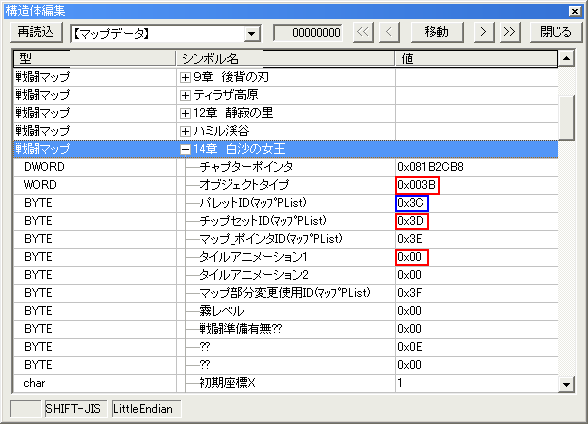 構造体編集
再読込 【マップデータ】 00000000 << < 移動 > >> 閉じる
型 シンボル名 値
戦闘マップ 9章 後背の刃
戦闘マップ ティラザ高原
戦闘マップ 12章 静寂の里
戦闘マップ ハミル渓谷
戦闘マップ 14章 白沙の女王
DWORD チャプターポインタ 0x081B2CB8
WORD オブジェクトタイプ 0x003B
BYTE パレットID(マップPList) 0x3C
BYTE チップセットID(マップPList) 0x3D
BYTE マップ_ポインタID(マップPList) 0x3E
BYTE タイルアニメーション1 0x00
BYTE タイルアニメーション2 0x00
BYTE マップ部分変更使用ID(マップPList) 0x3F
BYTE 霧レベル 0x00
BYTE 戦闘準備有無?? 0x00
BYTE ?? 0x0E
BYTE ?? 0x00
char 初期座標X 1
SHIFT-JIS LittleEndian